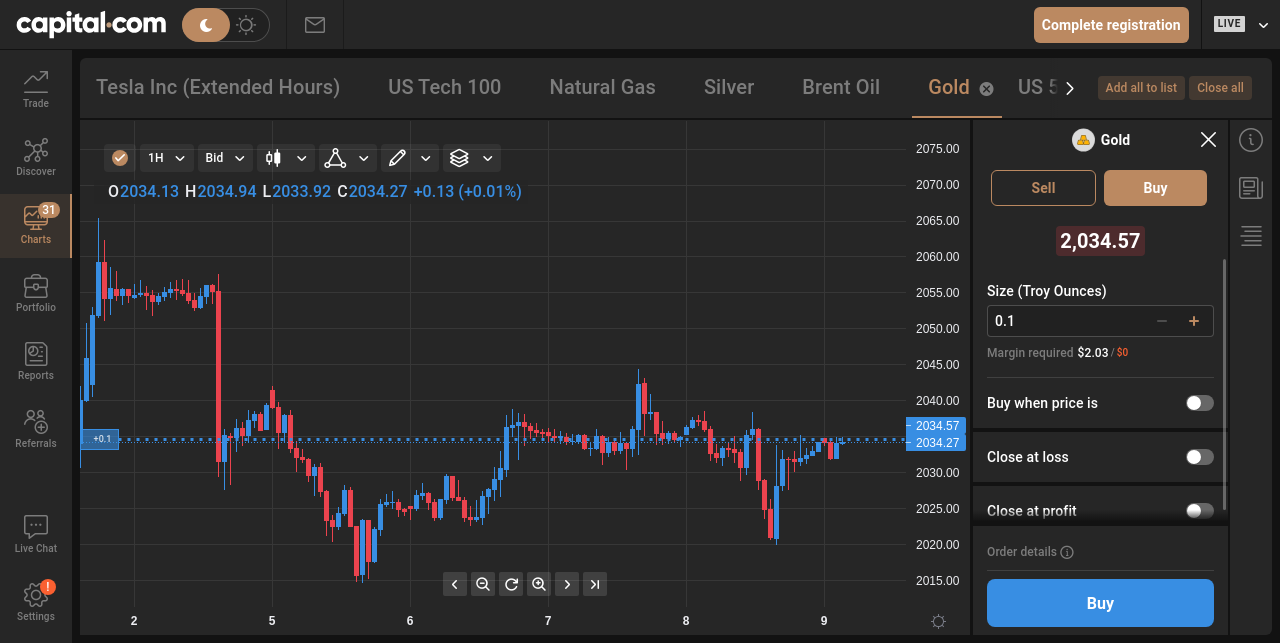 capital.com
Complete registration
LIVE
Trade
Discover
31
Charts
Portfolio
Reports
Referrals
Live Chat
!
Settings
Tesla Inc (Extended Hours)
US Tech 100
Natural Gas
Silver
Brent Oil
Gold
US 5
Add all to list
Close all
1H
Bid
O2034.13 H2034.94 L2033.92 C2034.27 +0.13 (+0.01%)
+0.1
2075.00
2070.00
2065.00
2060.00
2055.00
2050.00
2045.00
2040.00
2034.57
2034.27
2030.00
2025.00
2020.00
2015.00
2 5 6 7 8 9
Gold
Sell
Buy
2,034.57
Size (Troy Ounces)
0.1
Margin required $2.03 / $0
Buy when price is
Close at loss
Close at profit
Order details
Buy